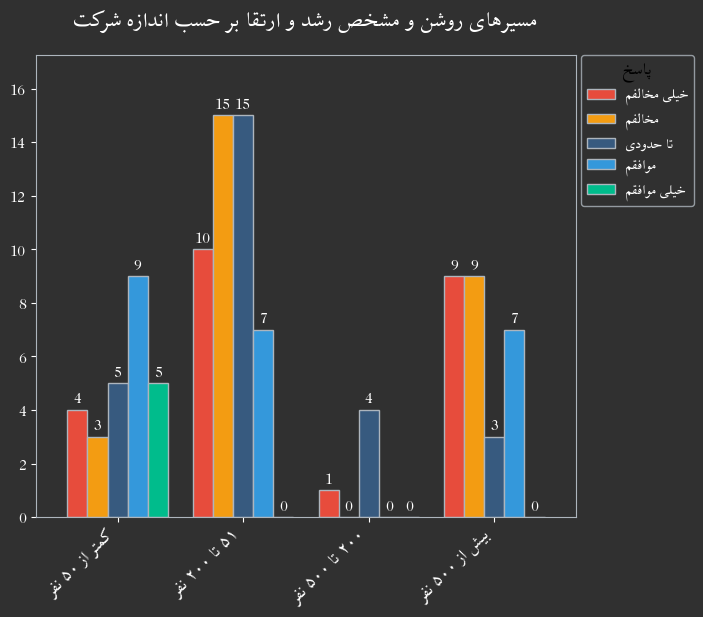 مسیرهای روشن و مشخص رشد و ارتقا بر حسب اندازه شرکت
پاسخ
خیلی مخالفم
مخالفم
تا حدودی
موافقم
خیلی موافقم
16
14
12
10
8
6
4
2
0
4
3
5
9
5
10
15
15
7
0
1
0
4
0
0
9
9
3
7
0
کمتر از ۵۰ نفر
۵۱ تا ۲۰۰ نفر
۲۰۰ تا ۵۰۰ نفر
بیش از ۵۰۰ نفر